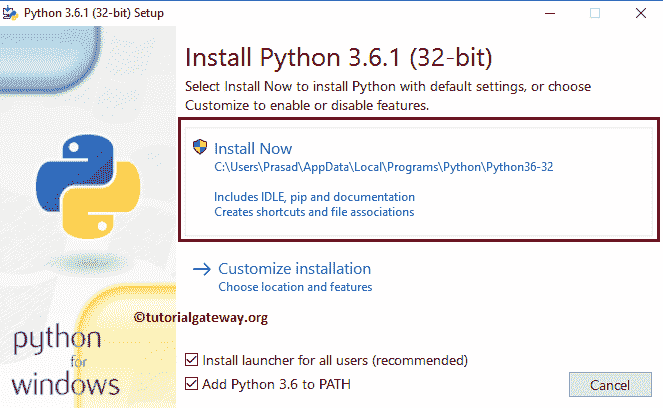 Python 3.6.1 (32-bit) Setup
Install Python 3.6.1 (32-bit)
Select Install Now to install Python with default settings, or choose
Customize to enable or disable features.
Install Now
C:\Users\Prasad\AppData\Local\Programs\Python\Python36-32
Includes IDLE, pip and documentation
Creates shortcuts and file associations
Customize installation
Choose location and features
©tutorialgateway.org
python
for
windows
Install launcher for all users (recommended)
Add Python 3.6 to PATH
Cancel